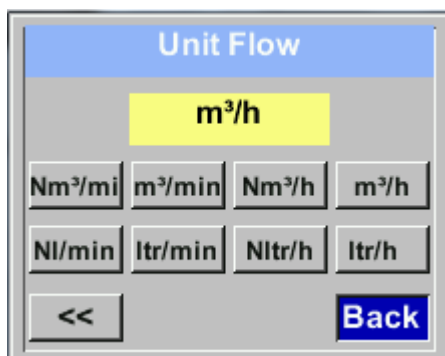 Unit Flow
m³/h
Nm³/mi m³/min Nm³/h m³/h
Nl/min ltr/min Nltr/h ltr/h
<< Back